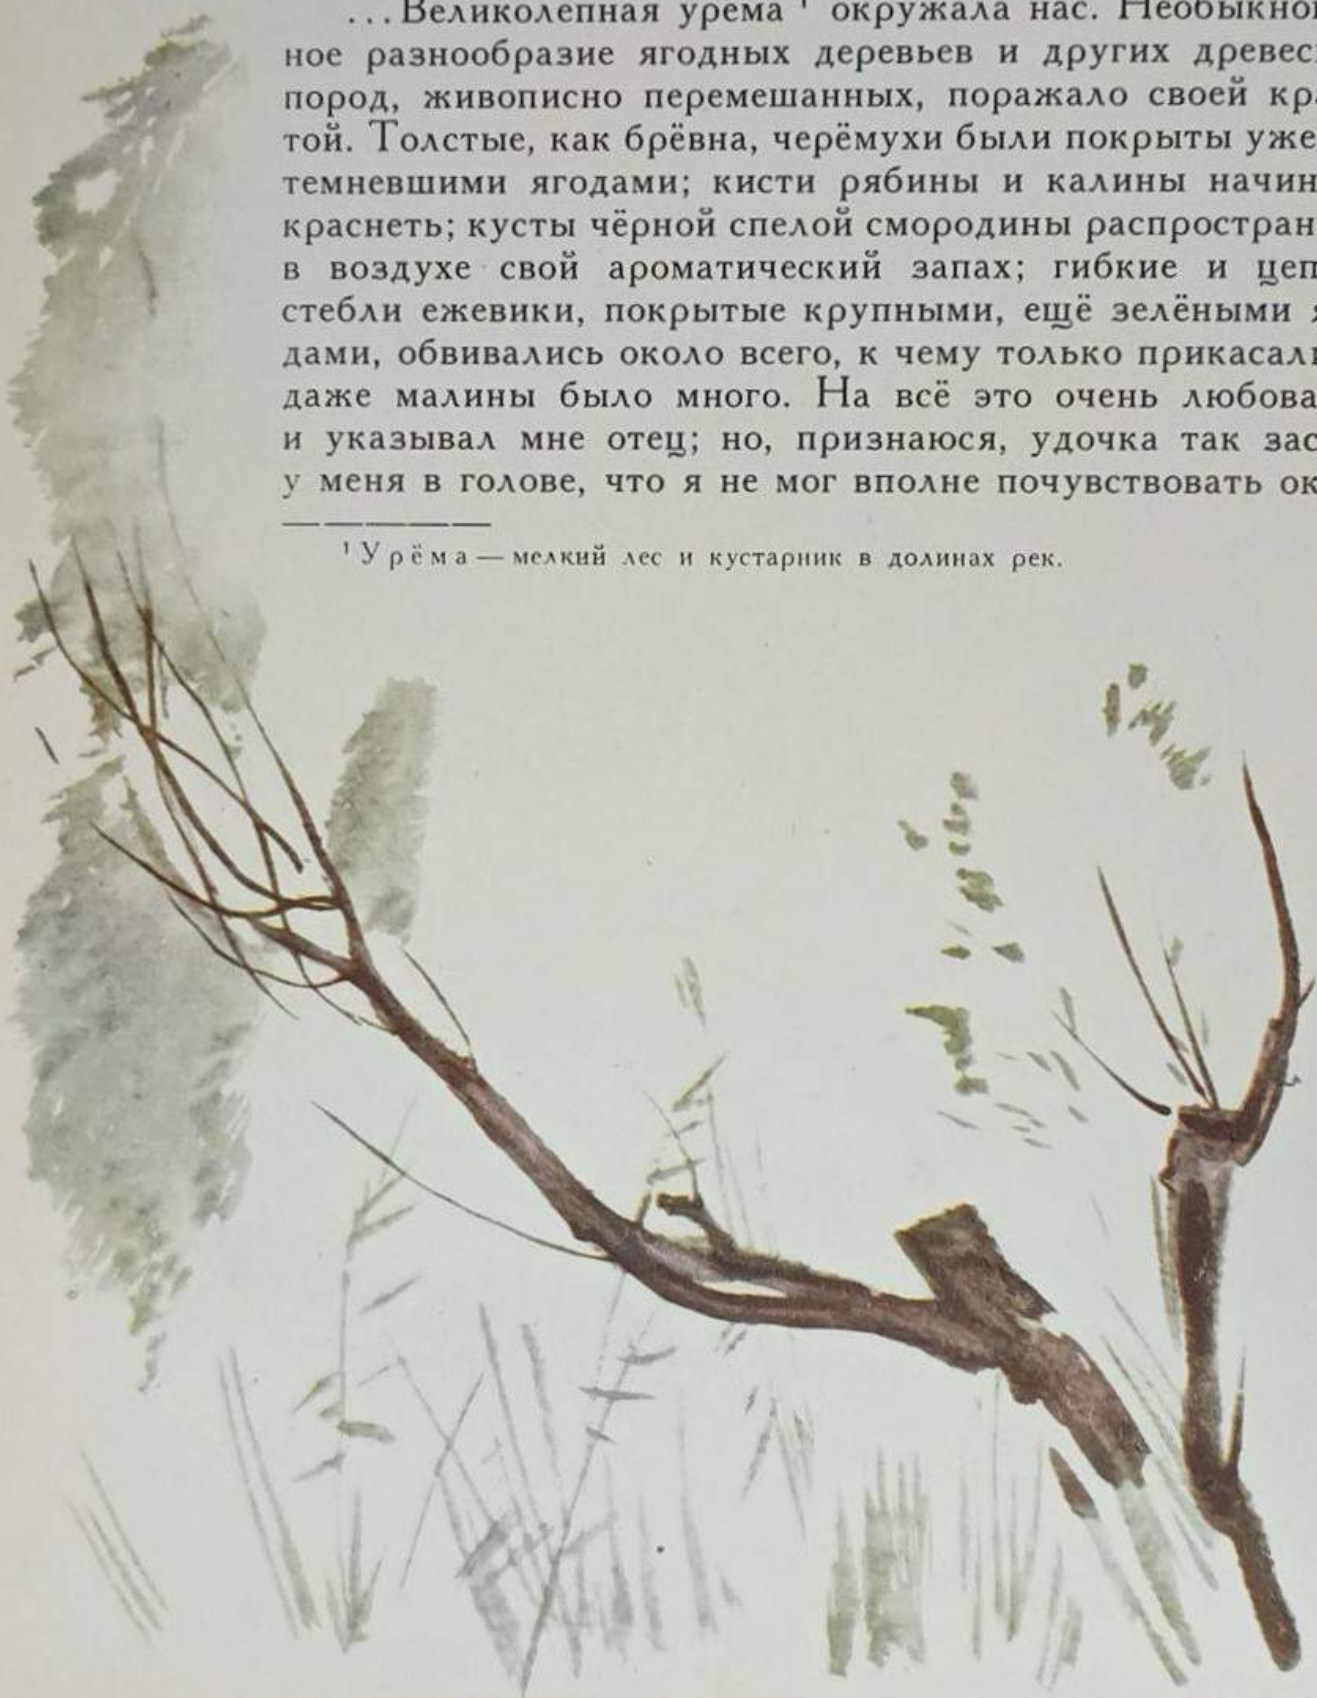 ...Великолепная урема ¹ окружала нас. Необыкно
ное разнообразие ягодных деревьев и других древес
пород, живописно перемешанных, поражало своей кра
той. Толстые, как брёвна, черёмухи были покрыты уже
темневшими ягодами; кисти рябины и калины начин
краснеть; кусты чёрной спелой смородины распростран
в воздухе свой ароматический запах; гибкие и цеп
стебли ежевики, покрытые крупными, ещё зелёными я
дами, обвивались около всего, к чему только прикасал
даже малины было много. На всё это очень любова
и указывал мне отец; но, признаюся, удочка так зас
у меня в голове, что я не мог вполне почувствовать ок
¹ Урёма — мелкий лес и кустарник в долинах рек.